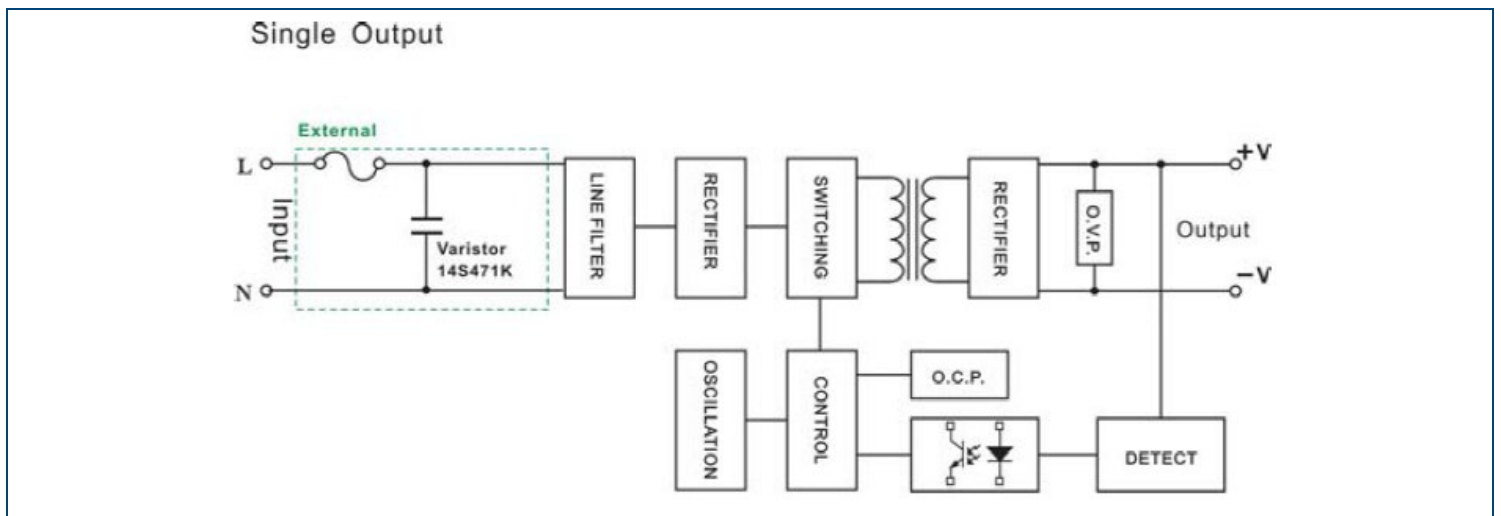 Single Output
External
L
Input
N
Varistor
14S471K
LINE FILTER
RECTIFIER
SWITCHING
RECTIFIER
O.V.P.
+V
Output
-V
OSCILLATION
CONTROL
O.C.P.
DETECT